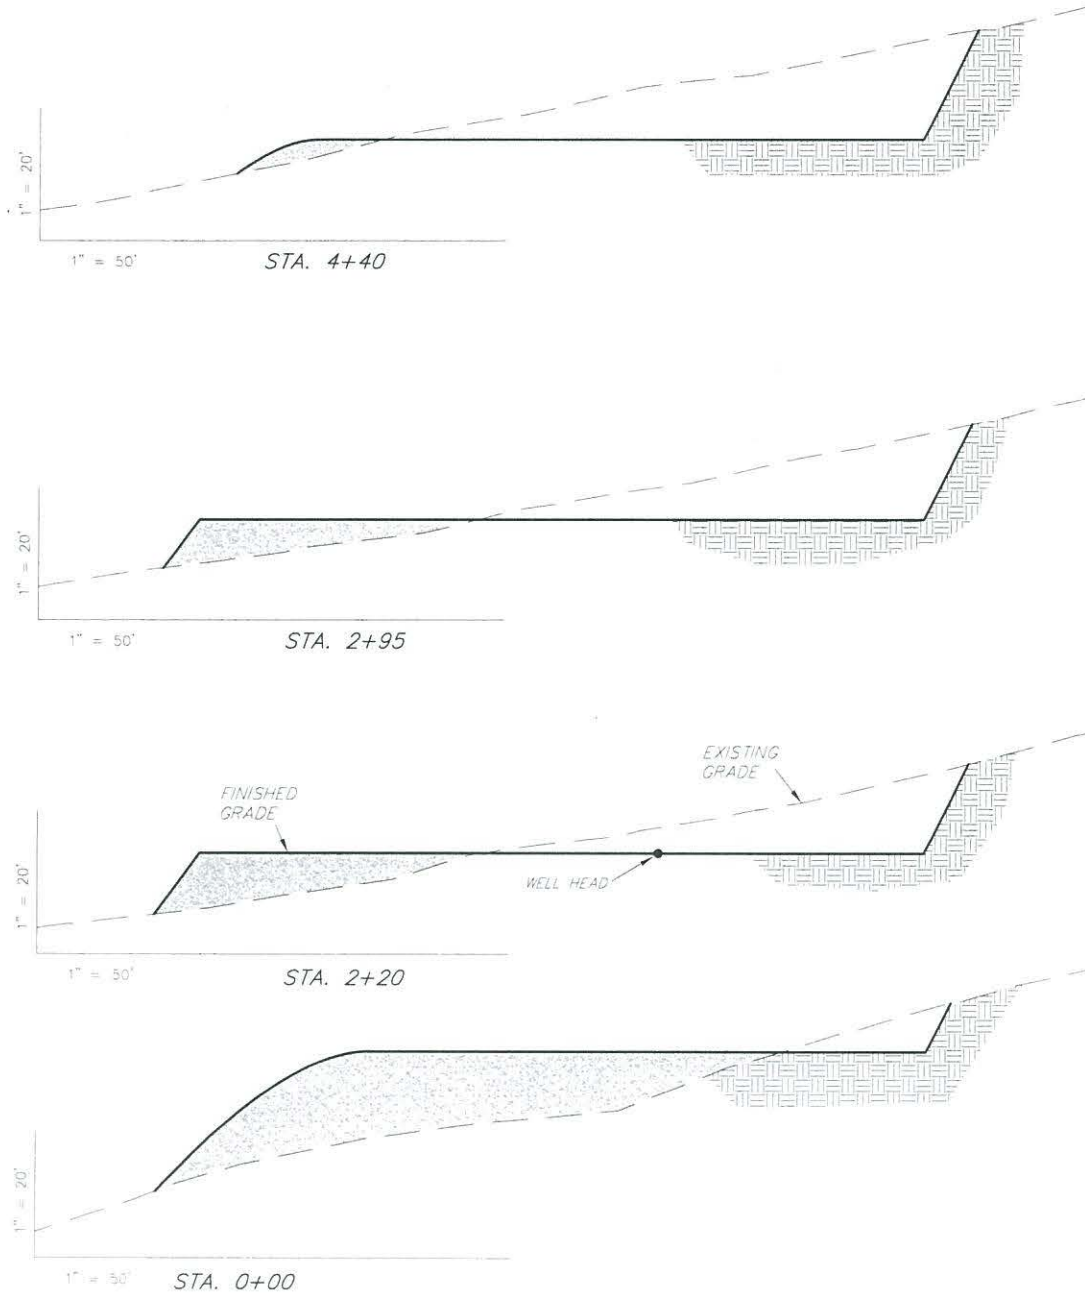 1" = 20'
1" = 50'
STA. 4+40
1" = 20'
1" = 50'
STA. 2+95
EXISTING
GRADE
FINISHED
GRADE
WELL HEAD
1" = 20'
1" = 50'
STA. 2+20
1" = 20'
1" = 50'
STA. 0+00